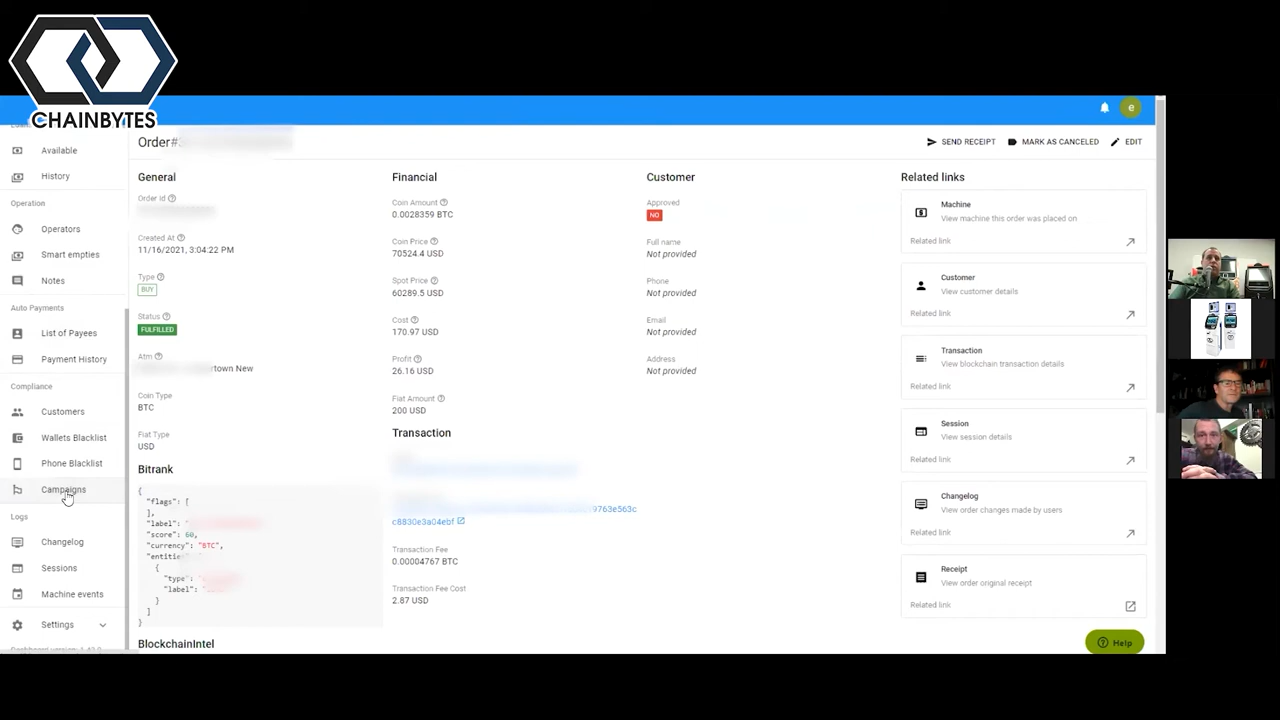 CHAINBYTES
e
Available
History
Operation
Operators
Smart empties
Notes
Auto Payments
List of Payees
Payment History
Compliance
Customers
Wallets Blacklist
Phone Blacklist
Campaigns
Logs
Changelog
Sessions
Machine events
Settings
Order#
SEND RECEIPT
MARK AS CANCELED
EDIT
General
Order Id
Created At
11/16/2021, 3:04:22 PM
Type
BUY
Status
FULFILLED
Atm
town New
Coin Type
BTC
Fiat Type
USD
Bitrank
{
"flags": [
],
"label": "
"score": 60,
"currency": "BTC",
"entities
{
"type":
"label":
}
]
}
BlockchainIntel
Financial
Coin Amount
0.0028359 BTC
Coin Price
70524.4 USD
Spot Price
60289.5 USD
Cost
170.97 USD
Profit
26.16 USD
Fiat Amount
200 USD
Transaction
19763e563c
c8830e3a04ebf
Transaction Fee
0.00004767 BTC
Transaction Fee Cost
2.87 USD
Customer
Approved
NO
Full name
Not provided
Phone
Not provided
Email
Not provided
Address
Not provided
Related links
Machine
View machine this order was placed on
Related link
Customer
View customer details
Related link
Transaction
View blockchain transaction details
Related link
Session
View session details
Related link
Changelog
View order changes made by users
Related link
Receipt
View order original receipt
Related link
Help